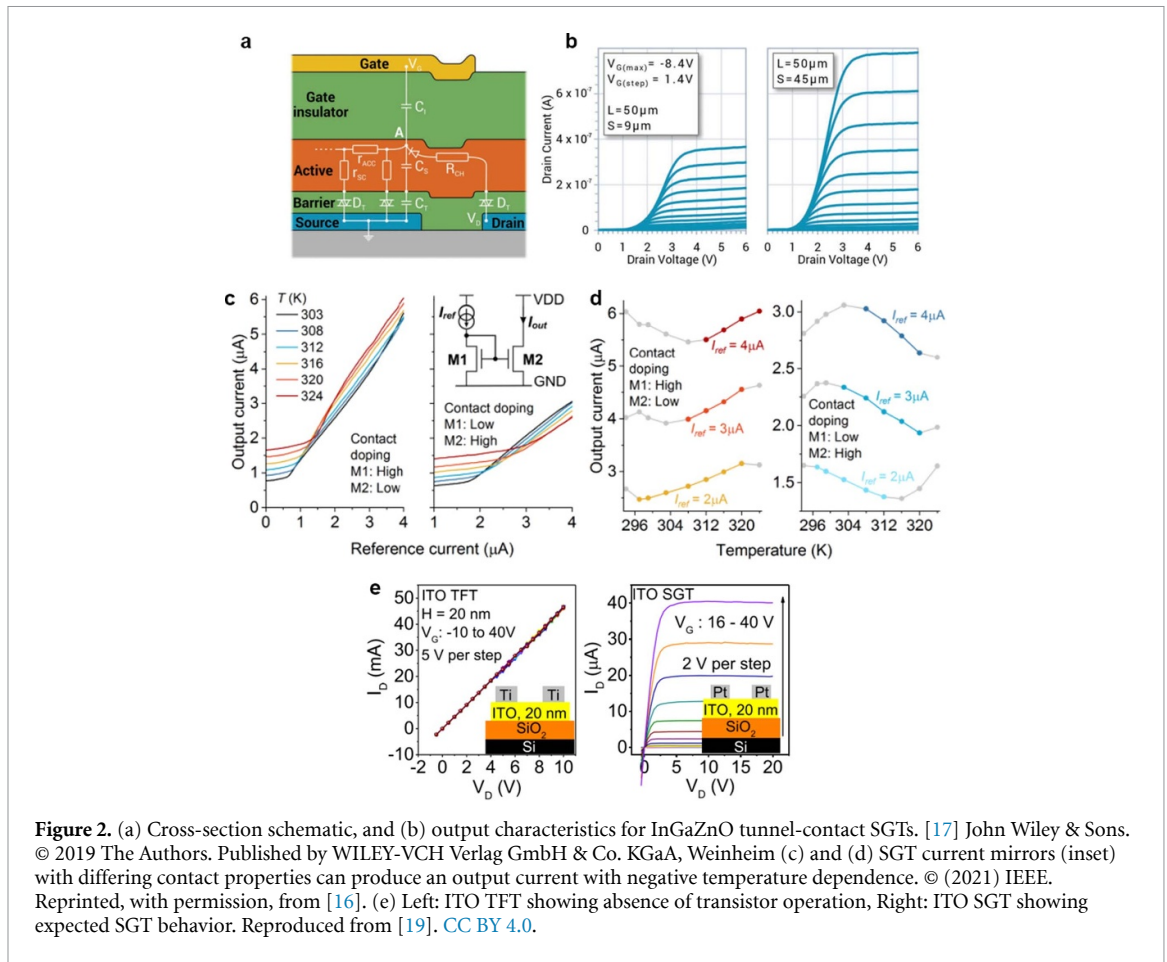 a
Gate
V_G
Gate
insulator
C_I
A
r_ACC
C_S
R_CH
Active
r_SC
Barrier
D_T
C_T
D_T
V_D
Source
Drain
b
Drain Current (A)
6 x10⁻⁷
4 x10⁻⁷
2 x10⁻⁷
0
V_G(max)= -8.4V
V_G(step)= 1.4V
L=50µm
S=9µm
0 1 2 3 4 5 6
Drain Voltage (V)
L=50µm
S=45µm
0 1 2 3 4 5 6
Drain Voltage (V)
c
Output current (µA)
6
5
4
3
2
1
0
T (K)
303
308
312
316
320
324
Contact
doping
M1: High
M2: Low
0 1 2 3 4
VDD
I_ref
I_out
M1
M2
GND
Contact doping
M1: Low
M2: High
1 2 3 4
Reference current (µA)
d
Output current (µA)
6
5
4
3
I_ref = 4µA
Contact
doping
M1: High
M2: Low
I_ref = 3µA
I_ref = 2µA
296 304 312 320
3.0
2.5
2.0
1.5
I_ref = 4µA
I_ref = 3µA
Contact
doping
M1: Low
M2: High
I_ref = 2µA
296 304 312 320
Temperature (K)
e
I_D (mA)
50
40
30
20
10
0
-10
ITO TFT
H = 20 nm
V_G: -10 to 40V
5 V per step
Ti Ti
ITO, 20 nm
SiO₂
Si
-2 0 2 4 6 8 10
V_D (V)
I_D (µA)
40
30
20
10
0
ITO SGT
V_G : 16 - 40 V
2 V per step
Pt Pt
ITO, 20 nm
SiO₂
Si
0 5 10 15 20
V_D (V)
Figure 2. (a) Cross-section schematic, and (b) output characteristics for InGaZnO tunnel-contact SGTs. [17] John Wiley & Sons.
© 2019 The Authors. Published by WILEY-VCH Verlag GmbH & Co. KGaA, Weinheim (c) and (d) SGT current mirrors (inset)
with differing contact properties can produce an output current with negative temperature dependence. © (2021) IEEE.
Reprinted, with permission, from [16]. (e) Left: ITO TFT showing absence of transistor operation, Right: ITO SGT showing
expected SGT behavior. Reproduced from [19]. CC BY 4.0.